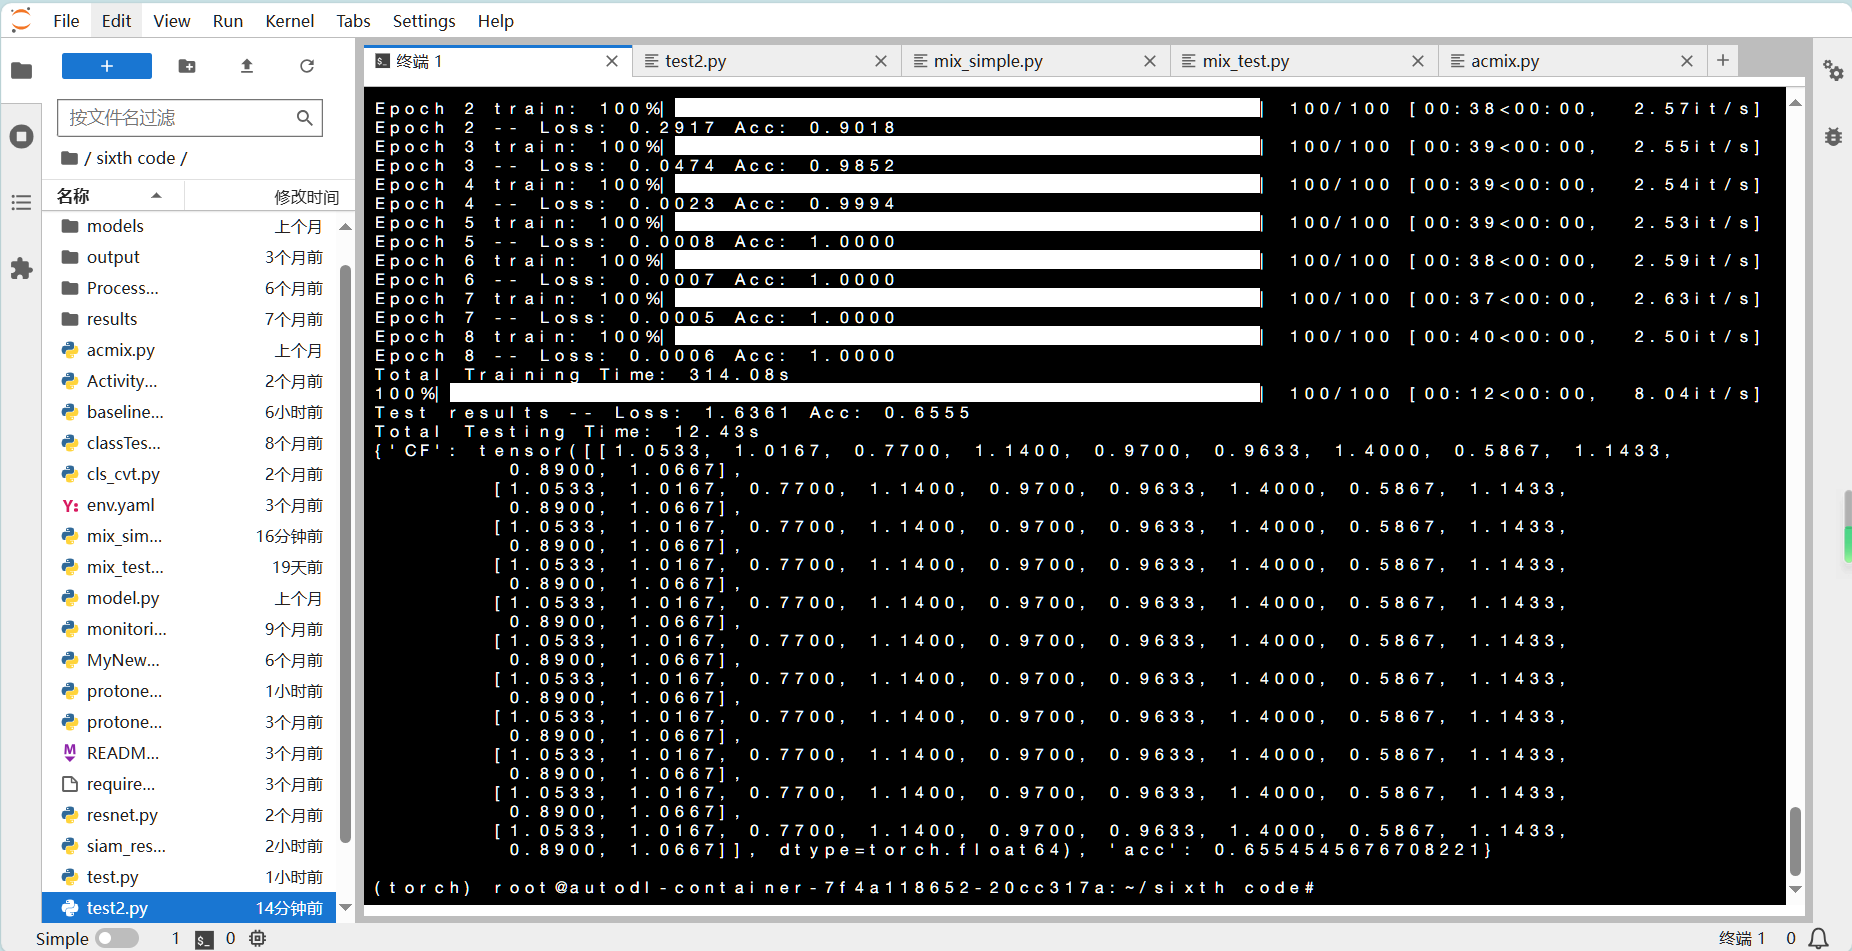 File Edit View Run Kernel Tabs Settings Help
终端 1 test2.py mix_simple.py mix_test.py acmix.py
按文件名过滤
/ sixth code /
名称 修改时间
models 上个月
output 3个月前
Process... 6个月前
results 7个月前
acmix.py 上个月
Activity... 2个月前
baseline... 6小时前
classTes... 8个月前
cls_cvt.py 2个月前
env.yaml 3个月前
mix_sim... 16分钟前
mix_test... 19天前
model.py 上个月
monitori... 9个月前
MyNew... 6个月前
protone... 1小时前
protone... 3个月前
READM... 3个月前
require... 3个月前
resnet.py 2个月前
siam_res... 2小时前
test.py 1小时前
test2.py 14分钟前
Epoch 2 train: 100%| | 100/100 [00:38<00:00, 2.57it/s]
Epoch 2 -- Loss: 0.2917 Acc: 0.9018
Epoch 3 train: 100%| | 100/100 [00:39<00:00, 2.55it/s]
Epoch 3 -- Loss: 0.0474 Acc: 0.9852
Epoch 4 train: 100%| | 100/100 [00:39<00:00, 2.54it/s]
Epoch 4 -- Loss: 0.0023 Acc: 0.9994
Epoch 5 train: 100%| | 100/100 [00:39<00:00, 2.53it/s]
Epoch 5 -- Loss: 0.0008 Acc: 1.0000
Epoch 6 train: 100%| | 100/100 [00:38<00:00, 2.59it/s]
Epoch 6 -- Loss: 0.0007 Acc: 1.0000
Epoch 7 train: 100%| | 100/100 [00:37<00:00, 2.63it/s]
Epoch 7 -- Loss: 0.0005 Acc: 1.0000
Epoch 8 train: 100%| | 100/100 [00:40<00:00, 2.50it/s]
Epoch 8 -- Loss: 0.0006 Acc: 1.0000
Total Training Time: 314.08s
100%| | 100/100 [00:12<00:00, 8.04it/s]
Test results -- Loss: 1.6361 Acc: 0.6555
Total Testing Time: 12.43s
{'CF': tensor([[1.0533, 1.0167, 0.7700, 1.1400, 0.9700, 0.9633, 1.4000, 0.5867, 1.1433,
0.8900, 1.0667],
[1.0533, 1.0167, 0.7700, 1.1400, 0.9700, 0.9633, 1.4000, 0.5867, 1.1433,
0.8900, 1.0667],
[1.0533, 1.0167, 0.7700, 1.1400, 0.9700, 0.9633, 1.4000, 0.5867, 1.1433,
0.8900, 1.0667],
[1.0533, 1.0167, 0.7700, 1.1400, 0.9700, 0.9633, 1.4000, 0.5867, 1.1433,
0.8900, 1.0667],
[1.0533, 1.0167, 0.7700, 1.1400, 0.9700, 0.9633, 1.4000, 0.5867, 1.1433,
0.8900, 1.0667],
[1.0533, 1.0167, 0.7700, 1.1400, 0.9700, 0.9633, 1.4000, 0.5867, 1.1433,
0.8900, 1.0667],
[1.0533, 1.0167, 0.7700, 1.1400, 0.9700, 0.9633, 1.4000, 0.5867, 1.1433,
0.8900, 1.0667],
[1.0533, 1.0167, 0.7700, 1.1400, 0.9700, 0.9633, 1.4000, 0.5867, 1.1433,
0.8900, 1.0667],
[1.0533, 1.0167, 0.7700, 1.1400, 0.9700, 0.9633, 1.4000, 0.5867, 1.1433,
0.8900, 1.0667],
[1.0533, 1.0167, 0.7700, 1.1400, 0.9700, 0.9633, 1.4000, 0.5867, 1.1433,
0.8900, 1.0667],
[1.0533, 1.0167, 0.7700, 1.1400, 0.9700, 0.9633, 1.4000, 0.5867, 1.1433,
0.8900, 1.0667]], dtype=torch.float64), 'acc': 0.6554545676708221}
(torch) root@autodl-container-7f4a118652-20cc317a:~/sixth code#
Simple 1 0 终端 1 0